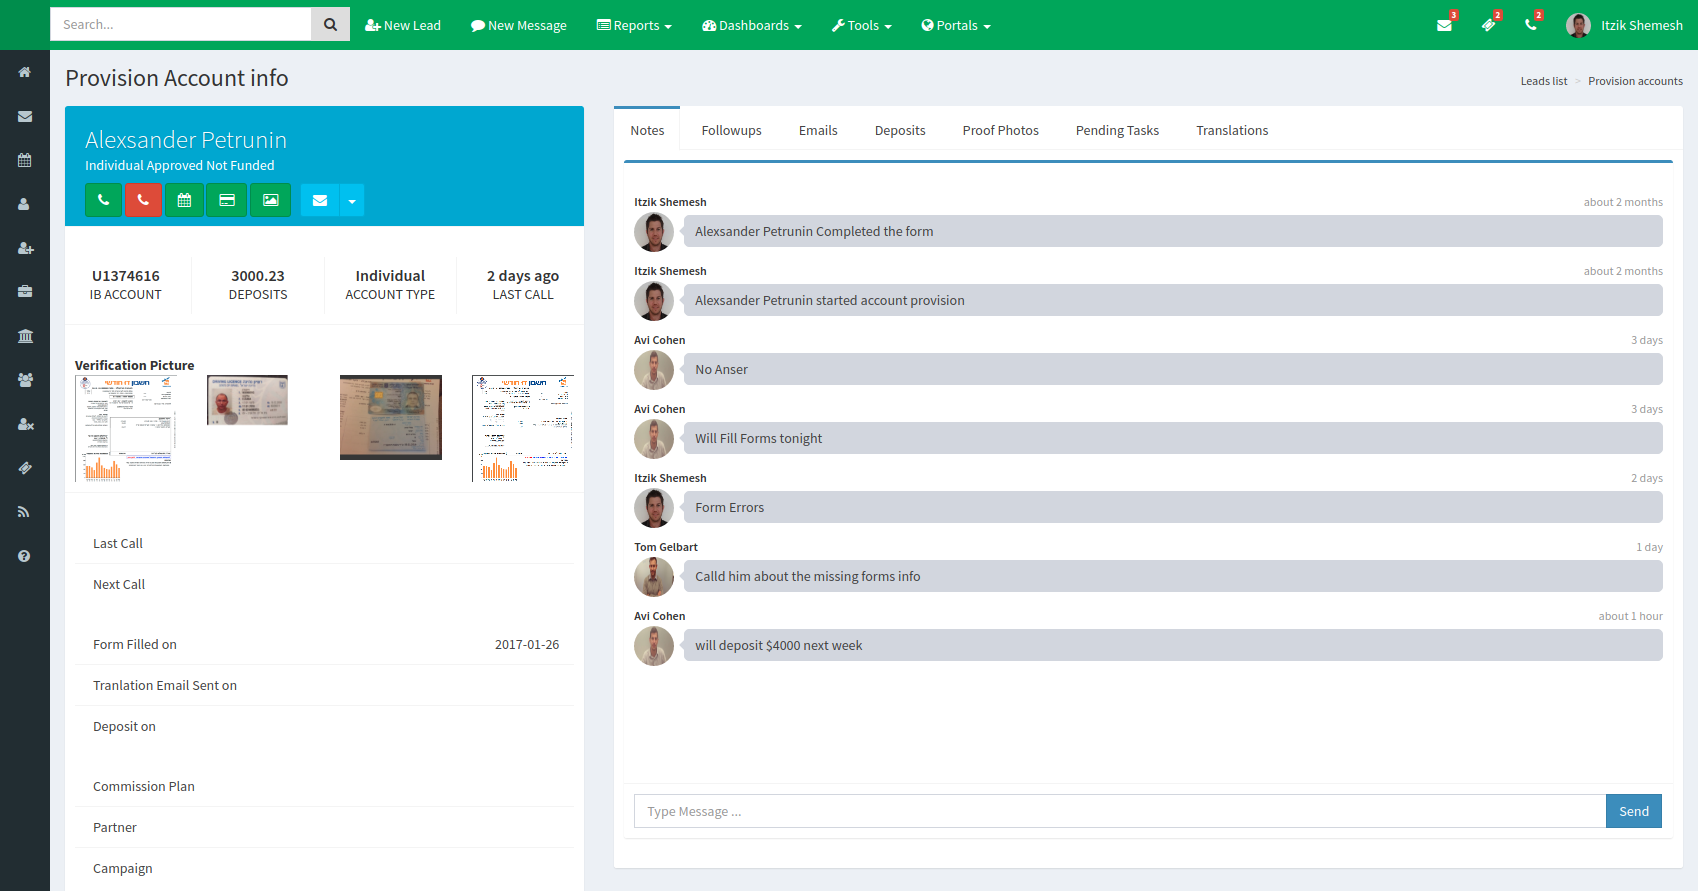 Search...
New Lead
New Message
Reports
Dashboards
Tools
Portals
3
2
2
Itzik Shemesh
Provision Account info
Leads list > Provision accounts
Alexsander Petrunin
Individual Approved Not Funded
U1374616
IB ACCOUNT
3000.23
DEPOSITS
Individual
ACCOUNT TYPE
2 days ago
LAST CALL
Verification Picture
חשבון דו חודשי
חשבון דו חודשי
Last Call
Next Call
Form Filled on 2017-01-26
Tranlation Email Sent on
Deposit on
Commission Plan
Partner
Campaign
Notes
Followups
Emails
Deposits
Proof Photos
Pending Tasks
Translations
Itzik Shemesh about 2 months
Alexsander Petrunin Completed the form
Itzik Shemesh about 2 months
Alexsander Petrunin started account provision
Avi Cohen 3 days
No Anser
Avi Cohen 3 days
Will Fill Forms tonight
Itzik Shemesh 2 days
Form Errors
Tom Gelbart 1 day
Calld him about the missing forms info
Avi Cohen about 1 hour
will deposit $4000 next week
Type Message ...
Send